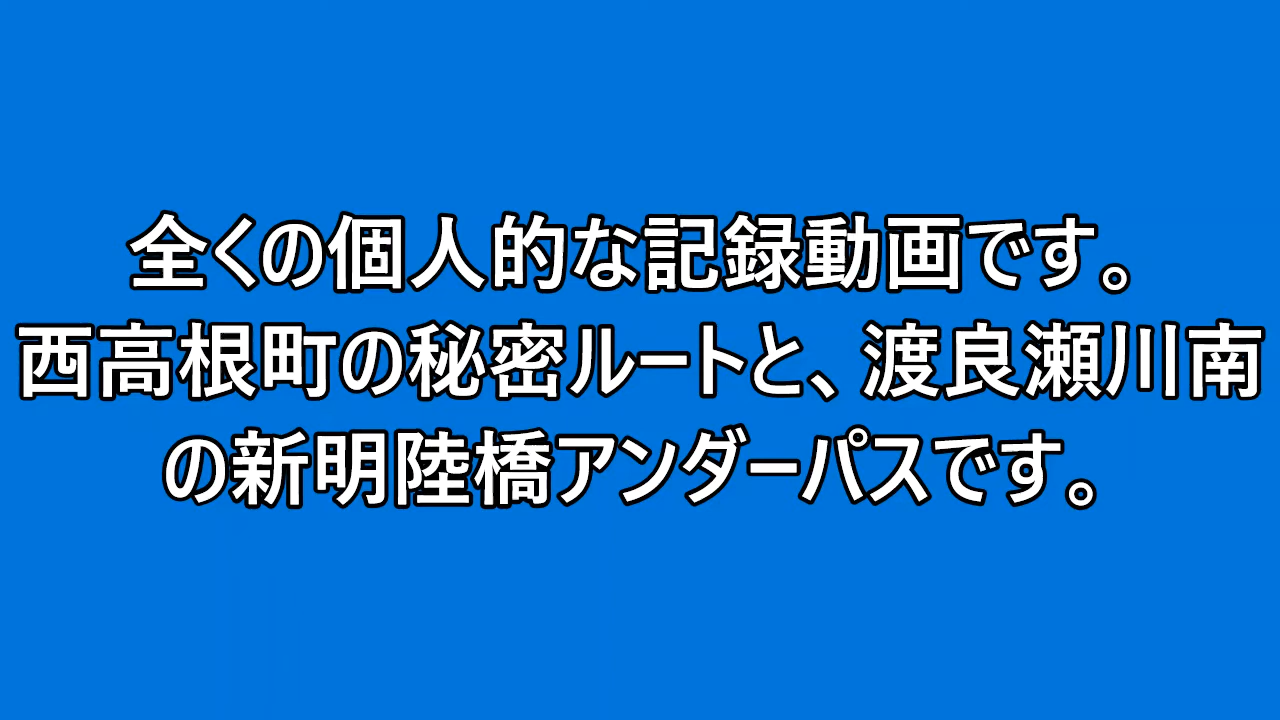 全くの個人的な記録動画です。
西高根町の秘密ルートと、渡良瀬川南
の新明陸橋アンダーパスです。